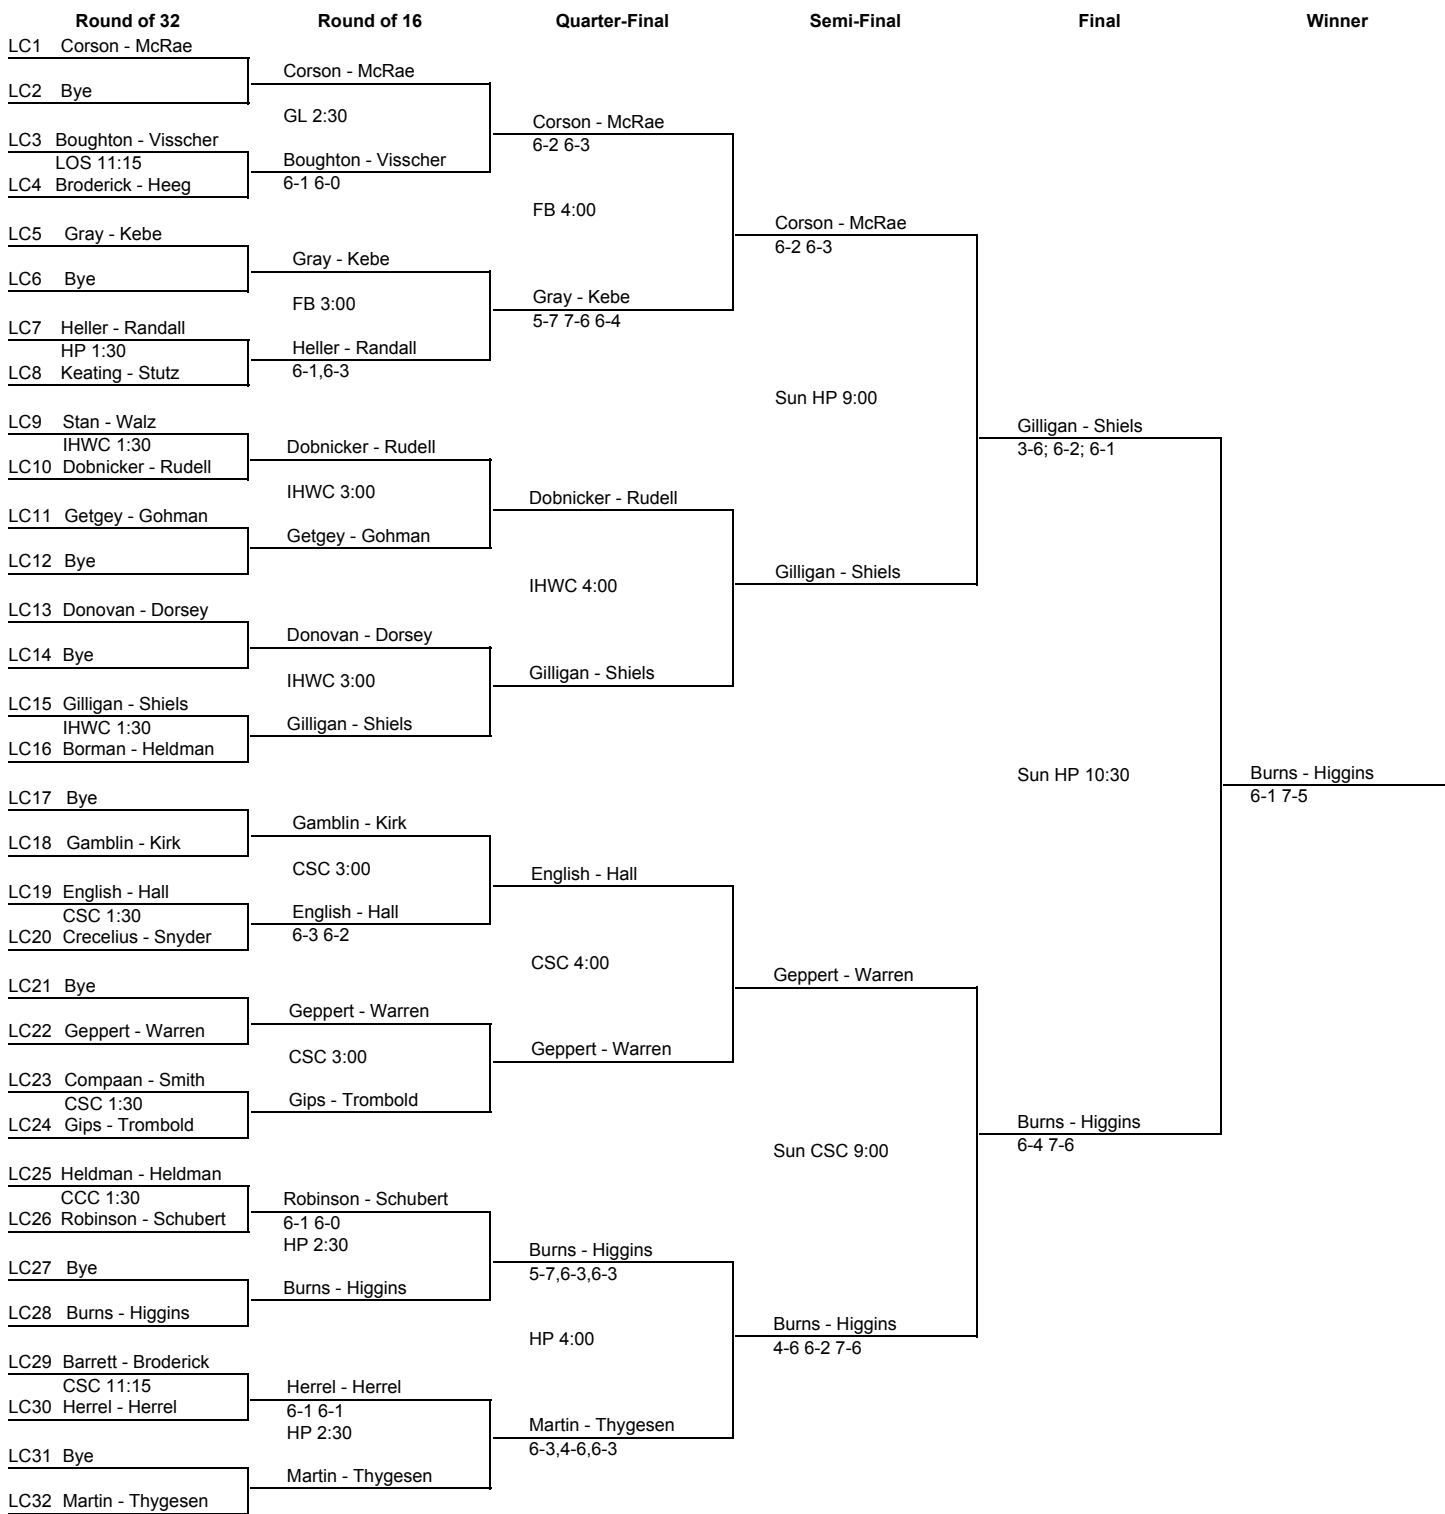 Round of 32 Round of 16 Quarter-Final Semi-Final Final Winner
LC1 Corson - McRae
Corson - McRae
LC2 Bye
GL 2:30
Corson - McRae
LC3 Boughton - Visscher
6-2 6-3
LOS 11:15
Boughton - Visscher
LC4 Broderick - Heeg
6-1 6-0
FB 4:00
Corson - McRae
LC5 Gray - Kebe
6-2 6-3
Gray - Kebe
LC6 Bye
FB 3:00
Gray - Kebe
LC7 Heller - Randall
5-7 7-6 6-4
HP 1:30
Heller - Randall
LC8 Keating - Stutz
6-1,6-3
Sun HP 9:00
LC9 Stan - Walz
Gilligan - Shiels
IHWC 1:30
Dobnicker - Rudell
3-6; 6-2; 6-1
LC10 Dobnicker - Rudell
IHWC 3:00
Dobnicker - Rudell
LC11 Getgey - Gohman
Getgey - Gohman
LC12 Bye
Gilligan - Shiels
IHWC 4:00
LC13 Donovan - Dorsey
Donovan - Dorsey
LC14 Bye
IHWC 3:00
Gilligan - Shiels
LC15 Gilligan - Shiels
IHWC 1:30
Gilligan - Shiels
LC16 Borman - Heldman
Sun HP 10:30
Burns - Higgins
LC17 Bye
6-1 7-5
Gamblin - Kirk
LC18 Gamblin - Kirk
CSC 3:00
English - Hall
LC19 English - Hall
CSC 1:30
English - Hall
LC20 Crecelius - Snyder
6-3 6-2
CSC 4:00
Geppert - Warren
LC21 Bye
Geppert - Warren
LC22 Geppert - Warren
CSC 3:00
Geppert - Warren
LC23 Compaan - Smith
CSC 1:30
Gips - Trombold
LC24 Gips - Trombold
Burns - Higgins
6-4 7-6
Sun CSC 9:00
LC25 Heldman - Heldman
CCC 1:30
Robinson - Schubert
LC26 Robinson - Schubert
6-1 6-0
HP 2:30
Burns - Higgins
LC27 Bye
5-7,6-3,6-3
Burns - Higgins
LC28 Burns - Higgins
Burns - Higgins
HP 4:00
4-6 6-2 7-6
LC29 Barrett - Broderick
CSC 11:15
Herrel - Herrel
LC30 Herrel - Herrel
6-1 6-1
HP 2:30
Martin - Thygesen
6-3,4-6,6-3
LC31 Bye
Martin - Thygesen
LC32 Martin - Thygesen